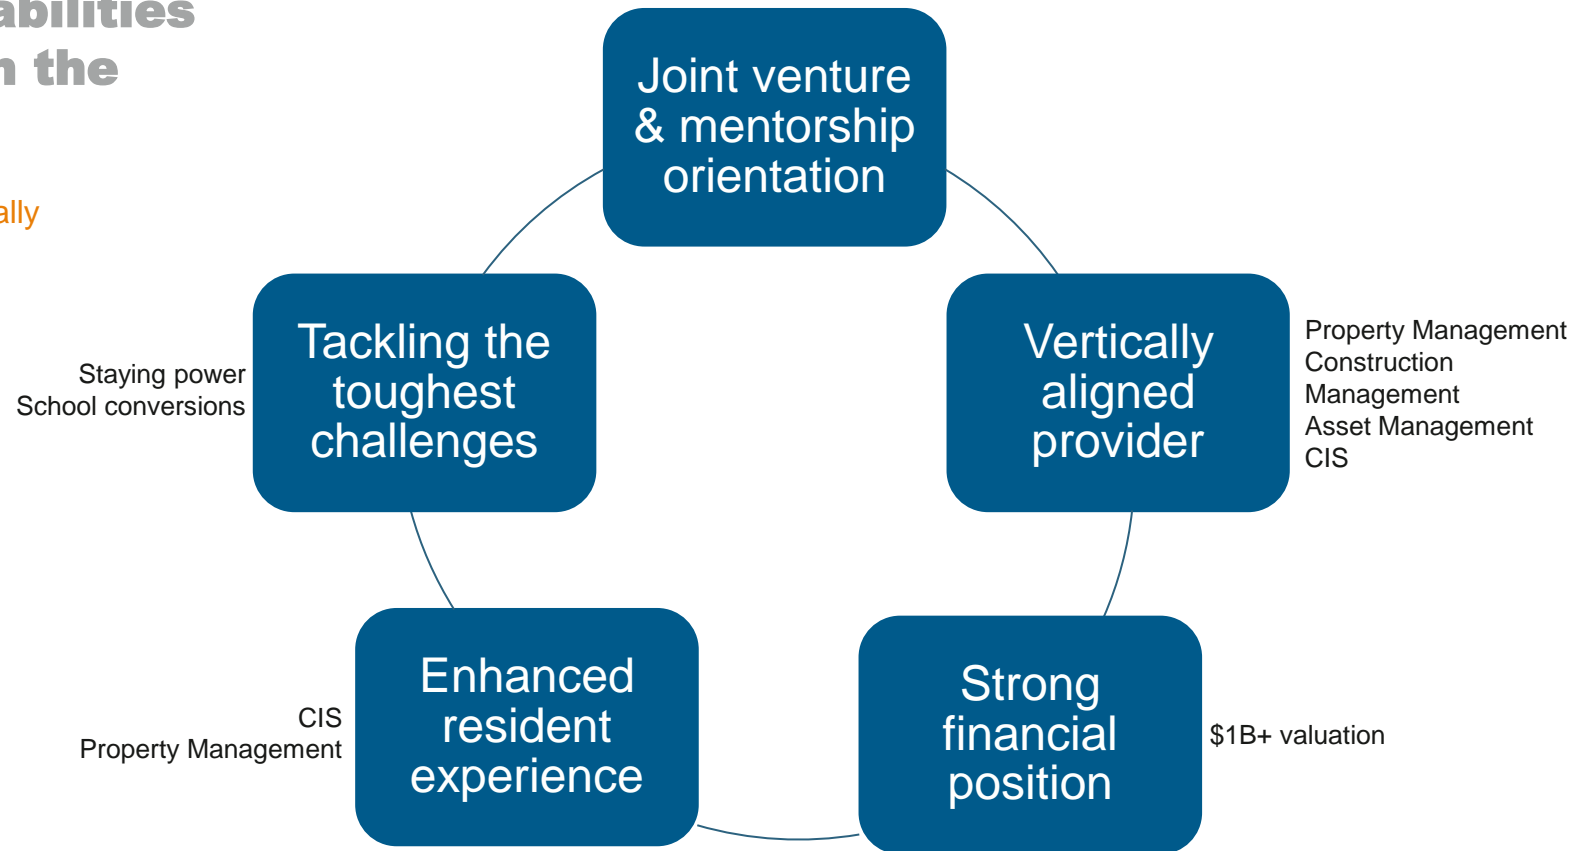 abilities
n the
ally
Joint venture
& mentorship
orientation
Vertically
aligned
provider
Property Management
Construction
Management
Asset Management
CIS
Strong
financial
position
$1B+ valuation
Enhanced
resident
experience
CIS
Property Management
Tackling the
toughest
challenges
Staying power
School conversions